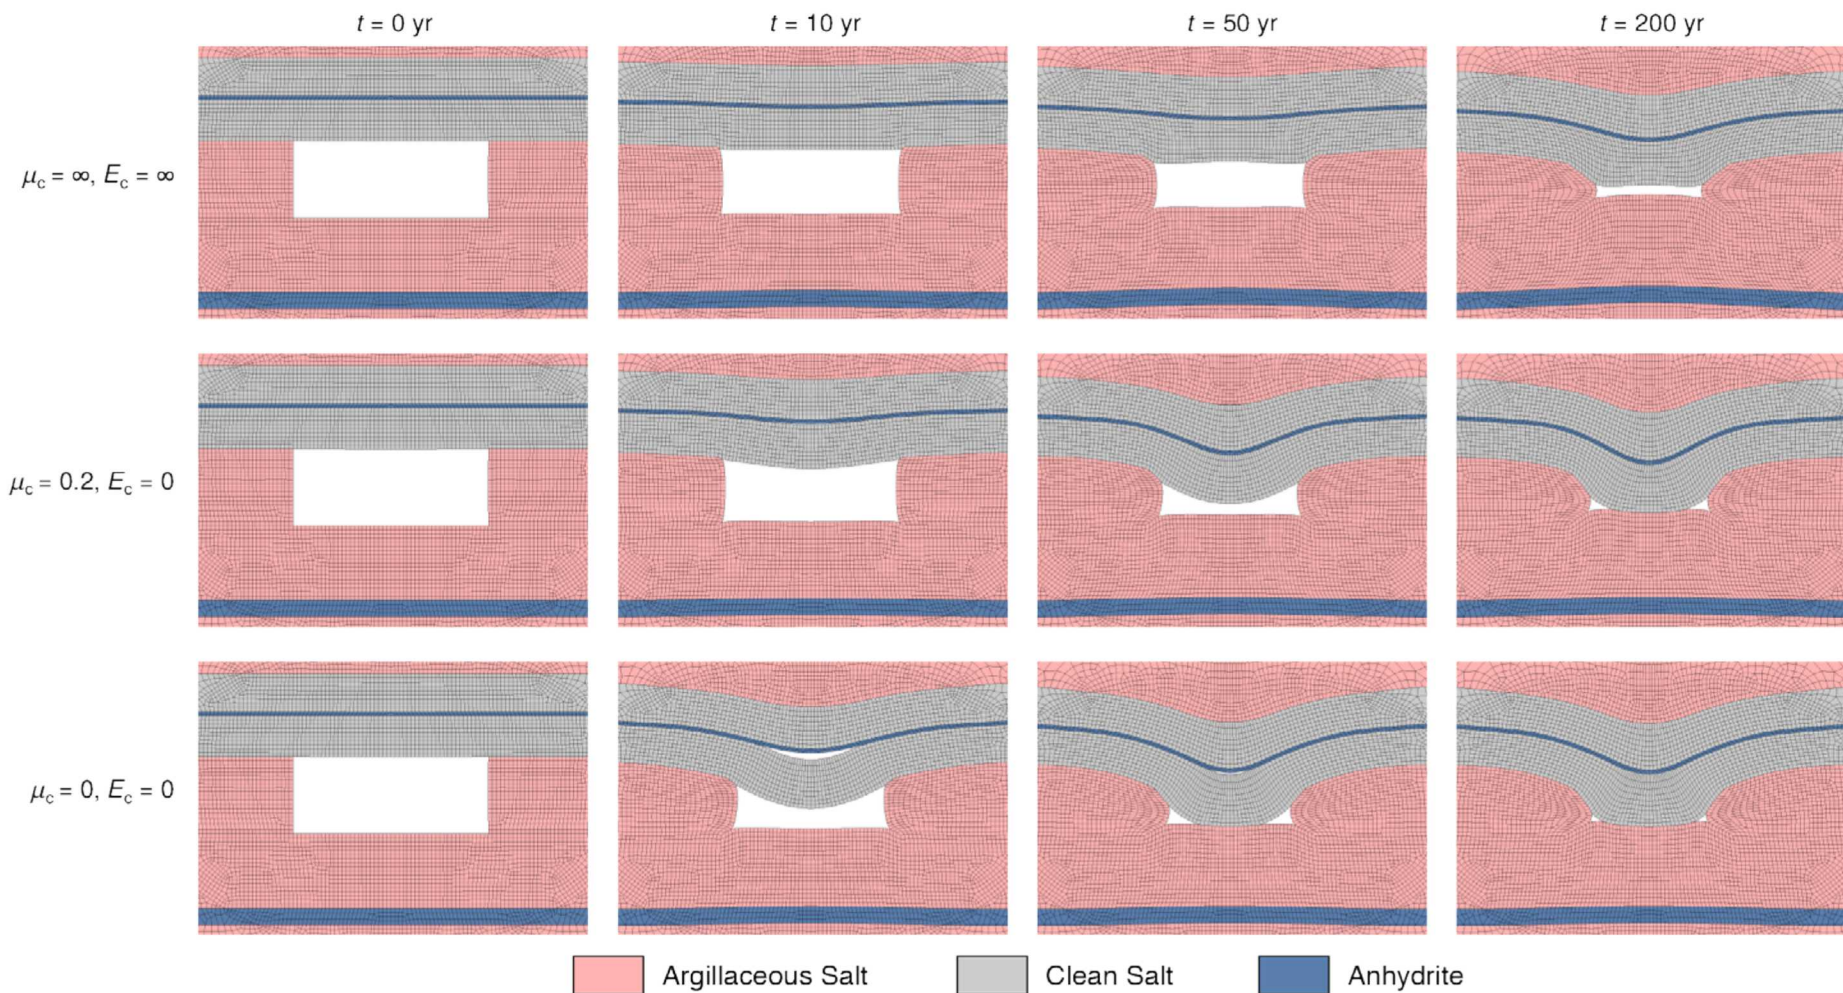 t = 0 yr
t = 10 yr
t = 50 yr
t = 200 yr
μc = ∞, Ec = ∞
μc = 0.2, Ec = 0
μc = 0, Ec = 0
Argillaceous Salt
Clean Salt
Anhydrite